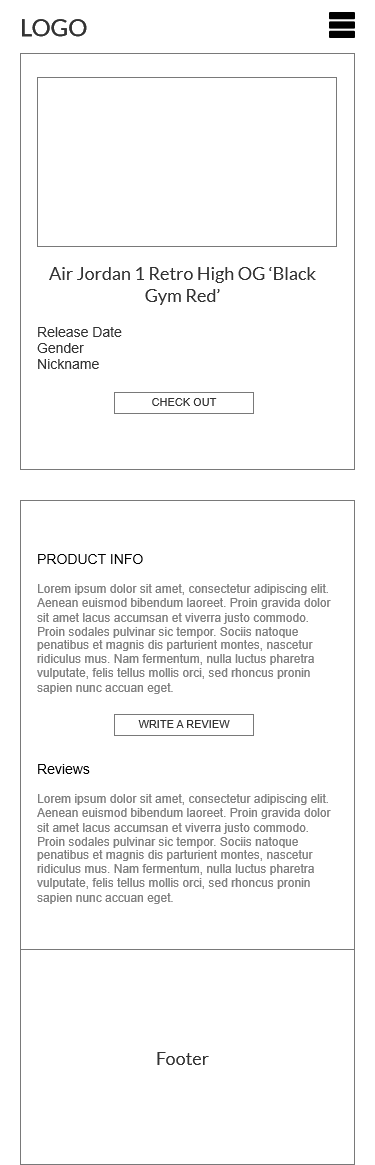 LOGO
Air Jordan 1 Retro High OG ‘Black
Gym Red’
Release Date
Gender
Nickname
CHECK OUT
PRODUCT INFO
Lorem ipsum dolor sit amet, consectetur adipiscing elit.
Aenean euismod bibendum laoreet. Proin gravida dolor
sit amet lacus accumsan et viverra justo commodo.
Proin sodales pulvinar sic tempor. Sociis natoque
penatibus et magnis dis parturient montes, nascetur
ridiculus mus. Nam fermentum, nulla luctus pharetra
vulputate, felis tellus mollis orci, sed rhoncus pronin
sapien nunc accuan eget.
WRITE A REVIEW
Reviews
Lorem ipsum dolor sit amet, consectetur adipiscing elit.
Aenean euismod bibendum laoreet. Proin gravida dolor
sit amet lacus accumsan et viverra justo commodo.
Proin sodales pulvinar sic tempor. Sociis natoque
penatibus et magnis dis parturient montes, nascetur
ridiculus mus. Nam fermentum, nulla luctus pharetra
vulputate, felis tellus mollis orci, sed rhoncus pronin
sapien nunc accuan eget.
Footer